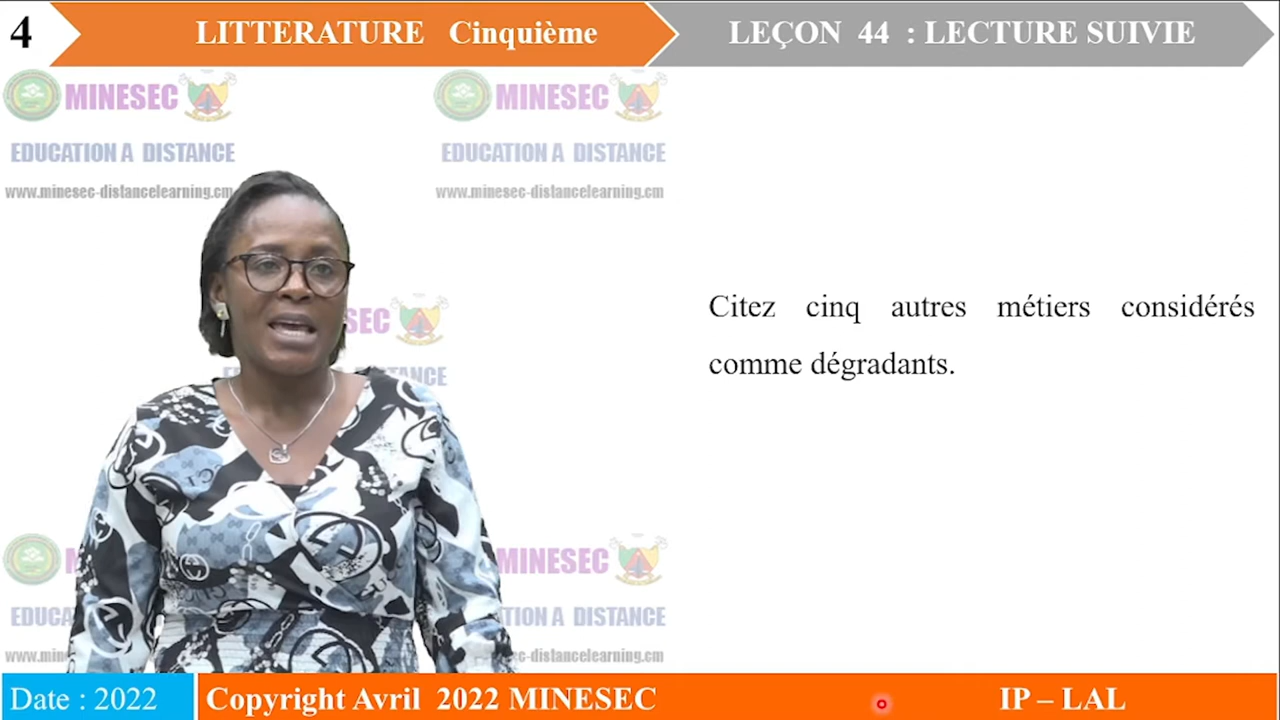 4
LITTERATURE Cinquième
LEÇON 44 : LECTURE SUIVIE
MINESEC
MINESEC
EDUCATION A DISTANCE
EDUCATION A DISTANCE
www.minesec-distancelearning.cm
www.minesec-distancelearning.cm
Citez cinq autres métiers considérés
comme dégradants.
MINESEC
Date : 2022
Copyright Avril 2022 MINESEC
IP – LAL